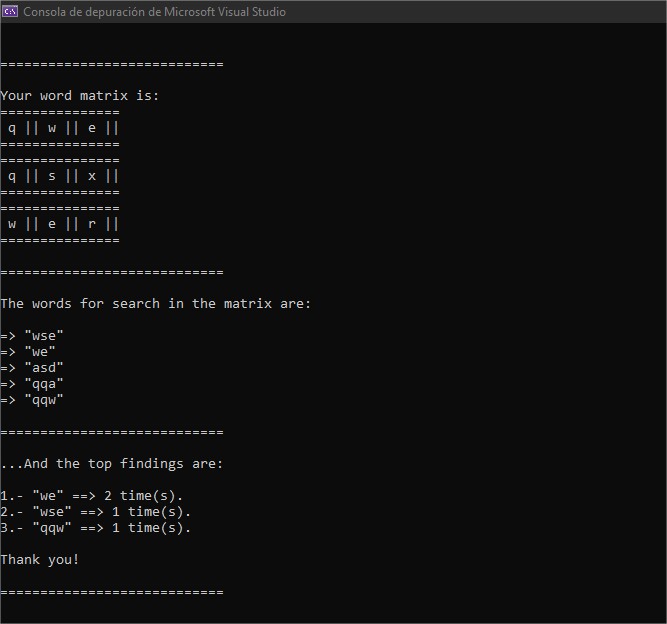 Consola de depuración de Microsoft Visual Studio
============================
Your word matrix is:
===============
 q || w || e ||
===============
===============
 q || s || x ||
===============
===============
 w || e || r ||
===============
============================
The words for search in the matrix are:
=> "wse"
=> "we"
=> "asd"
=> "qqa"
=> "qqw"
============================
...And the top findings are:
1.- "we" ==> 2 time(s).
2.- "wse" ==> 1 time(s).
3.- "qqw" ==> 1 time(s).
Thank you!
============================